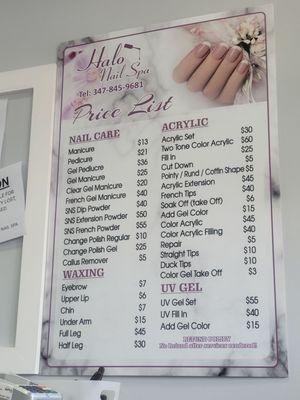 Halo
Nail Spa
Tel: 347-845-9681
Price List
NAIL CARE
Manicure $13
Pedicure $21
Gel Pedicure $36
Gel Manicure $25
Clear Gel Manicure $20
French Gel Manicure $40
SNS Dip Powder $40
SNS Extension Powder $50
SNS French Powder $55
Change Polish Regular $10
Change Polish Gel $25
Callus Remover $5
WAXING
Eyebrow $7
Upper Lip $6
Chin $7
Under Arm $15
Full Leg $45
Half Leg $30
ACRYLIC
Acrylic Set $30
Two Tone Color Acrylic $60
Fill In $25
Cut Down $5
Pointy / Round / Coffin Shape $5
Acrylic Extension $45
French Tips $40
Soak Off (take Off) $6
Add Gel Color $15
Color Acrylic $45
Color Acrylic Filling $40
Repair $5
Straight Tips $10
Duck Tips $10
Color Gel Take Off $3
UV GEL
UV Gel Set $55
UV Fill In $40
Add Gel Color $15
REFUND POLICY
No Refund after services rendered!
ON
NAIL SPA